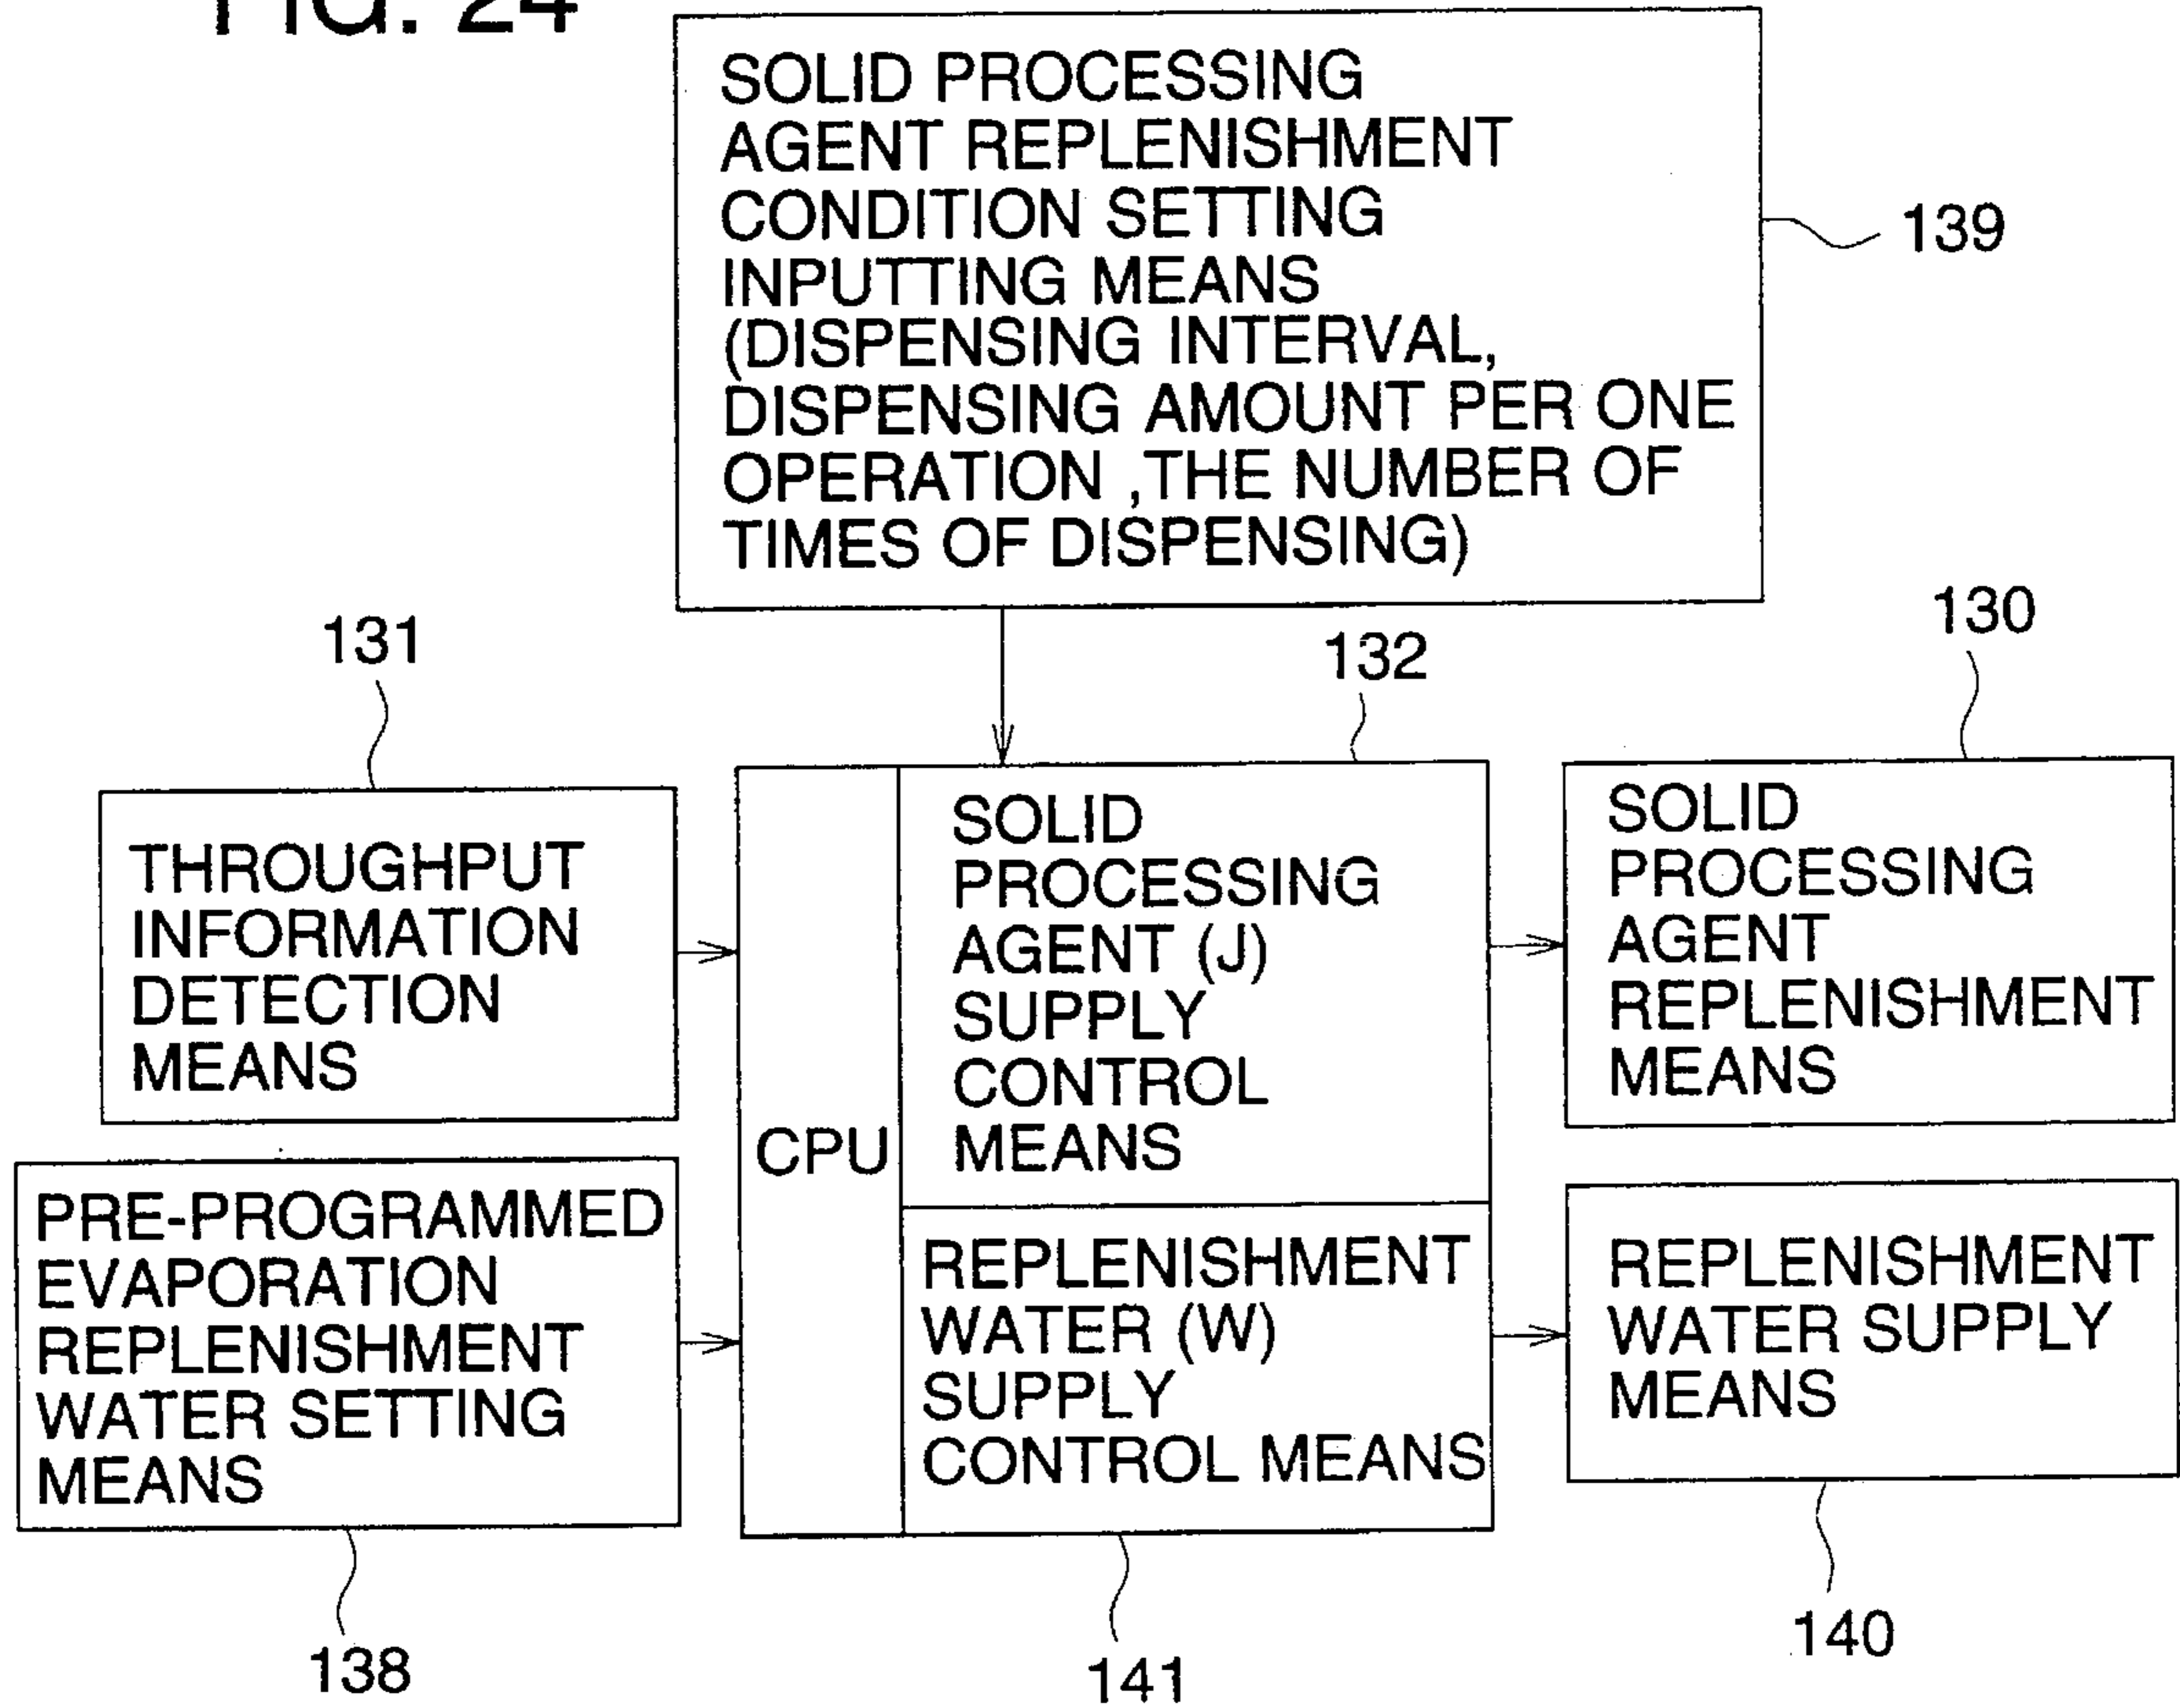 FIG. 24
SOLID PROCESSING
AGENT REPLENISHMENT
CONDITION SETTING
INPUTTING MEANS
(DISPENSING INTERVAL,
DISPENSING AMOUNT PER ONE
OPERATION ,THE NUMBER OF
TIMES OF DISPENSING)
139
131
THROUGHPUT
INFORMATION
DETECTION
MEANS
PRE-PROGRAMMED
EVAPORATION
REPLENISHMENT
WATER SETTING
MEANS
138
132
CPU
SOLID
PROCESSING
AGENT (J)
SUPPLY
CONTROL
MEANS
REPLENISHMENT
WATER (W)
SUPPLY
CONTROL MEANS
141
130
SOLID
PROCESSING
AGENT
REPLENISHMENT
MEANS
REPLENISHMENT
WATER SUPPLY
MEANS
140